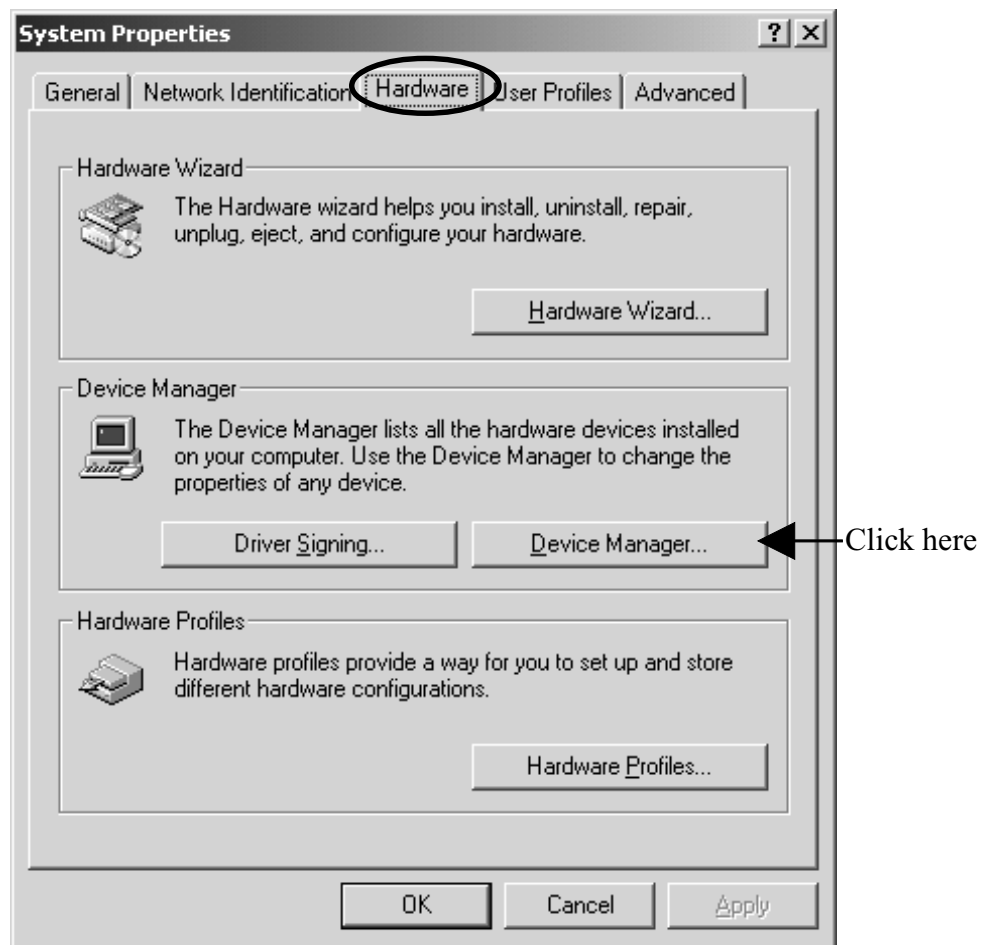 System Properties
General Network Identification Hardware User Profiles Advanced
Hardware Wizard
The Hardware wizard helps you install, uninstall, repair,
unplug, eject, and configure your hardware.
Hardware Wizard...
Device Manager
The Device Manager lists all the hardware devices installed
on your computer. Use the Device Manager to change the
properties of any device.
Driver Signing... Device Manager... Click here
Hardware Profiles
Hardware profiles provide a way for you to set up and store
different hardware configurations.
Hardware Profiles...
OK Cancel Apply